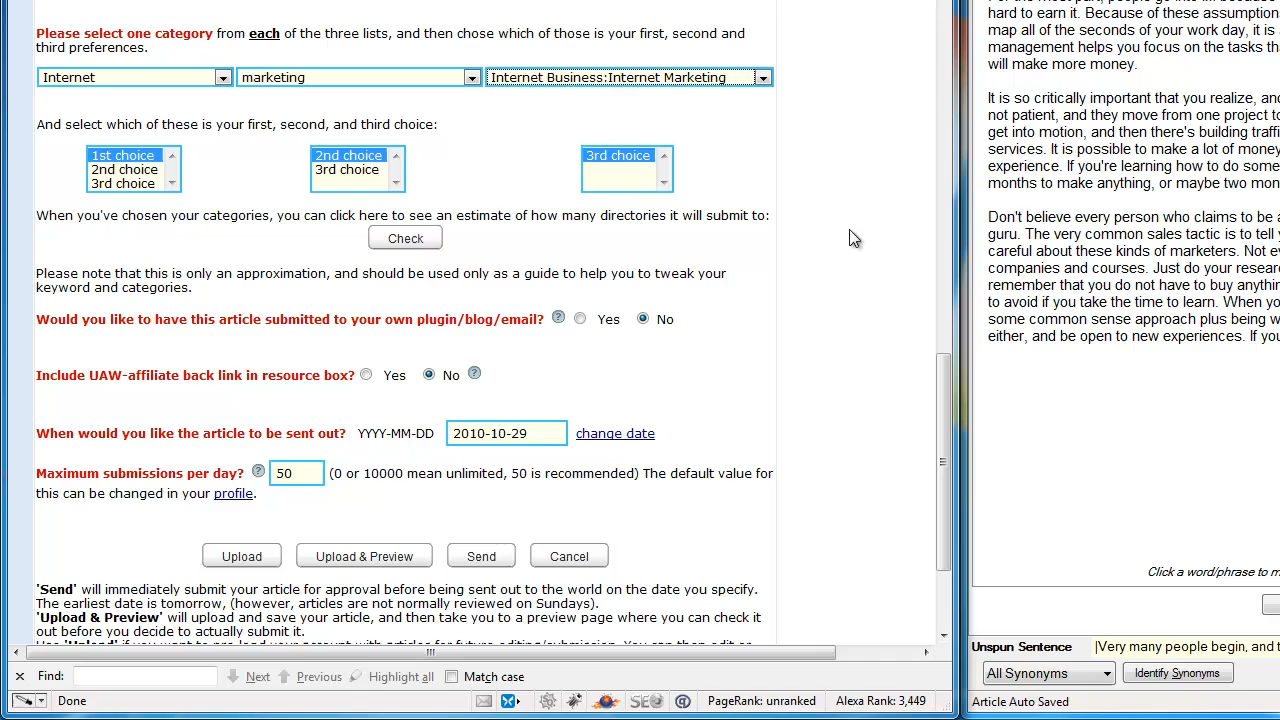 Please select one category from each of the three lists, and then chose which of those is your first, second and
third preferences.
Internet marketing Internet Business:Internet Marketing
And select which of these is your first, second, and third choice:
1st choice 2nd choice 3rd choice
2nd choice 3rd choice
3rd choice
When you've chosen your categories, you can click here to see an estimate of how many directories it will submit to:
Check
Please note that this is only an approximation, and should be used only as a guide to help you to tweak your
keyword and categories.
Would you like to have this article submitted to your own plugin/blog/email? ? Yes No
Include UAW-affiliate back link in resource box? Yes No ?
When would you like the article to be sent out? YYYY-MM-DD 2010-10-29 change date
Maximum submissions per day? ? 50 (0 or 10000 mean unlimited, 50 is recommended) The default value for
this can be changed in your profile.
Upload Upload & Preview Send Cancel
'Send' will immediately submit your article for approval before being sent out to the world on the date you specify.
The earliest date is tomorrow, (however, articles are not normally reviewed on Sundays).
'Upload & Preview' will upload and save your article, and then take you to a preview page where you can check it
out before you decide to actually submit it.
Find: Next Previous Highlight all Match case
Done SEO PageRank: unranked Alexa Rank: 3,449
hard to earn it. Because of these assumption
map all of the seconds of your work day, it is
management helps you focus on the tasks th
will make more money.
It is so critically important that you realize, and
not patient, and they move from one project to
get into motion, and then there's building traff
services. It is possible to make a lot of money
experience. If you're learning how to do some
months to make anything, or maybe two mon
Don't believe every person who claims to be a
guru. The very common sales tactic is to tell y
careful about these kinds of marketers. Not ev
companies and courses. Just do your resear
remember that you do not have to buy anythin
to avoid if you take the time to learn. When yo
some common sense approach plus being w
either, and be open to new experiences. If you
Click a word/phrase to m
Unspun Sentence Very many people begin, and t
All Synonyms Identify Synonyms
Article Auto Saved